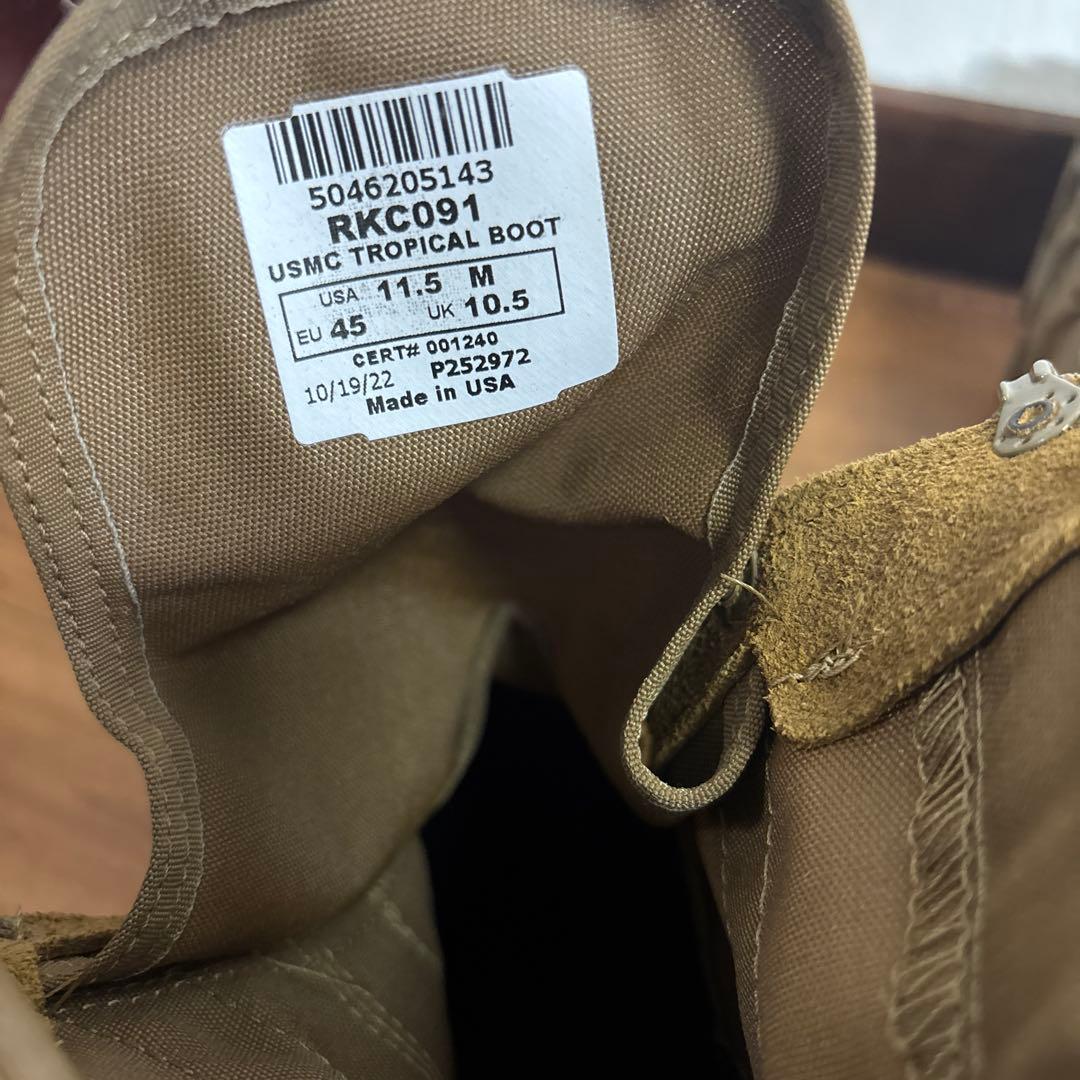 5046205143
RKC091
USMC TROPICAL BOOT
USA 11.5 M
EU 45 UK 10.5
CERT# 001240
10/19/22 P252972
Made in USA